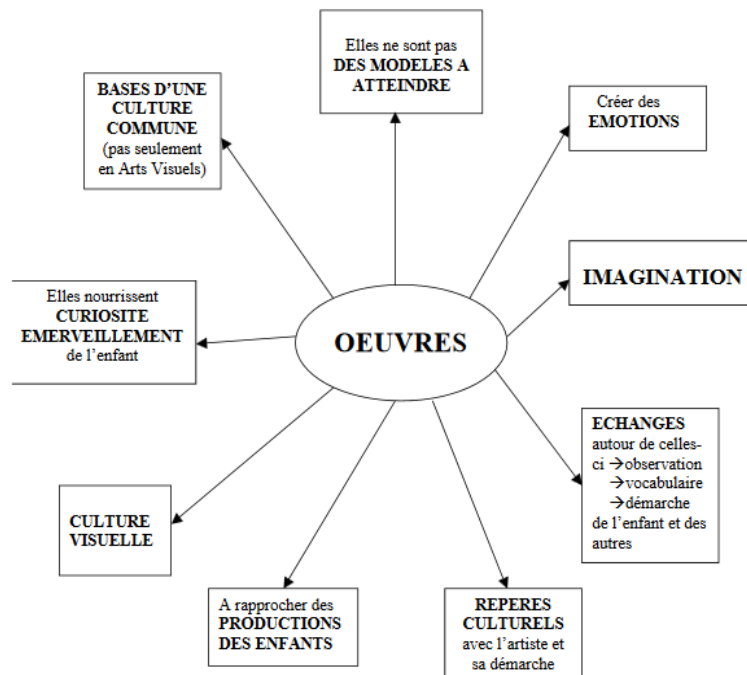 Elles ne sont pas
DES MODELES A
ATTEINDRE
BASES D'UNE
CULTURE
COMMUNE
(pas seulement
en Arts Visuels)
Créer des
EMOTIONS
IMAGINATION
Elles nourrissent
CURIOSITE
EMERVEILLEMENT
de l'enfant
OEUVRES
ECHANGES
autour de celles-
ci →observation
→vocabulaire
→démarche
de l'enfant et des
autres
CULTURE
VISUELLE
A rapprocher des
PRODUCTIONS
DES ENFANTS
REPERES
CULTURELS
avec l'artiste et
sa démarche